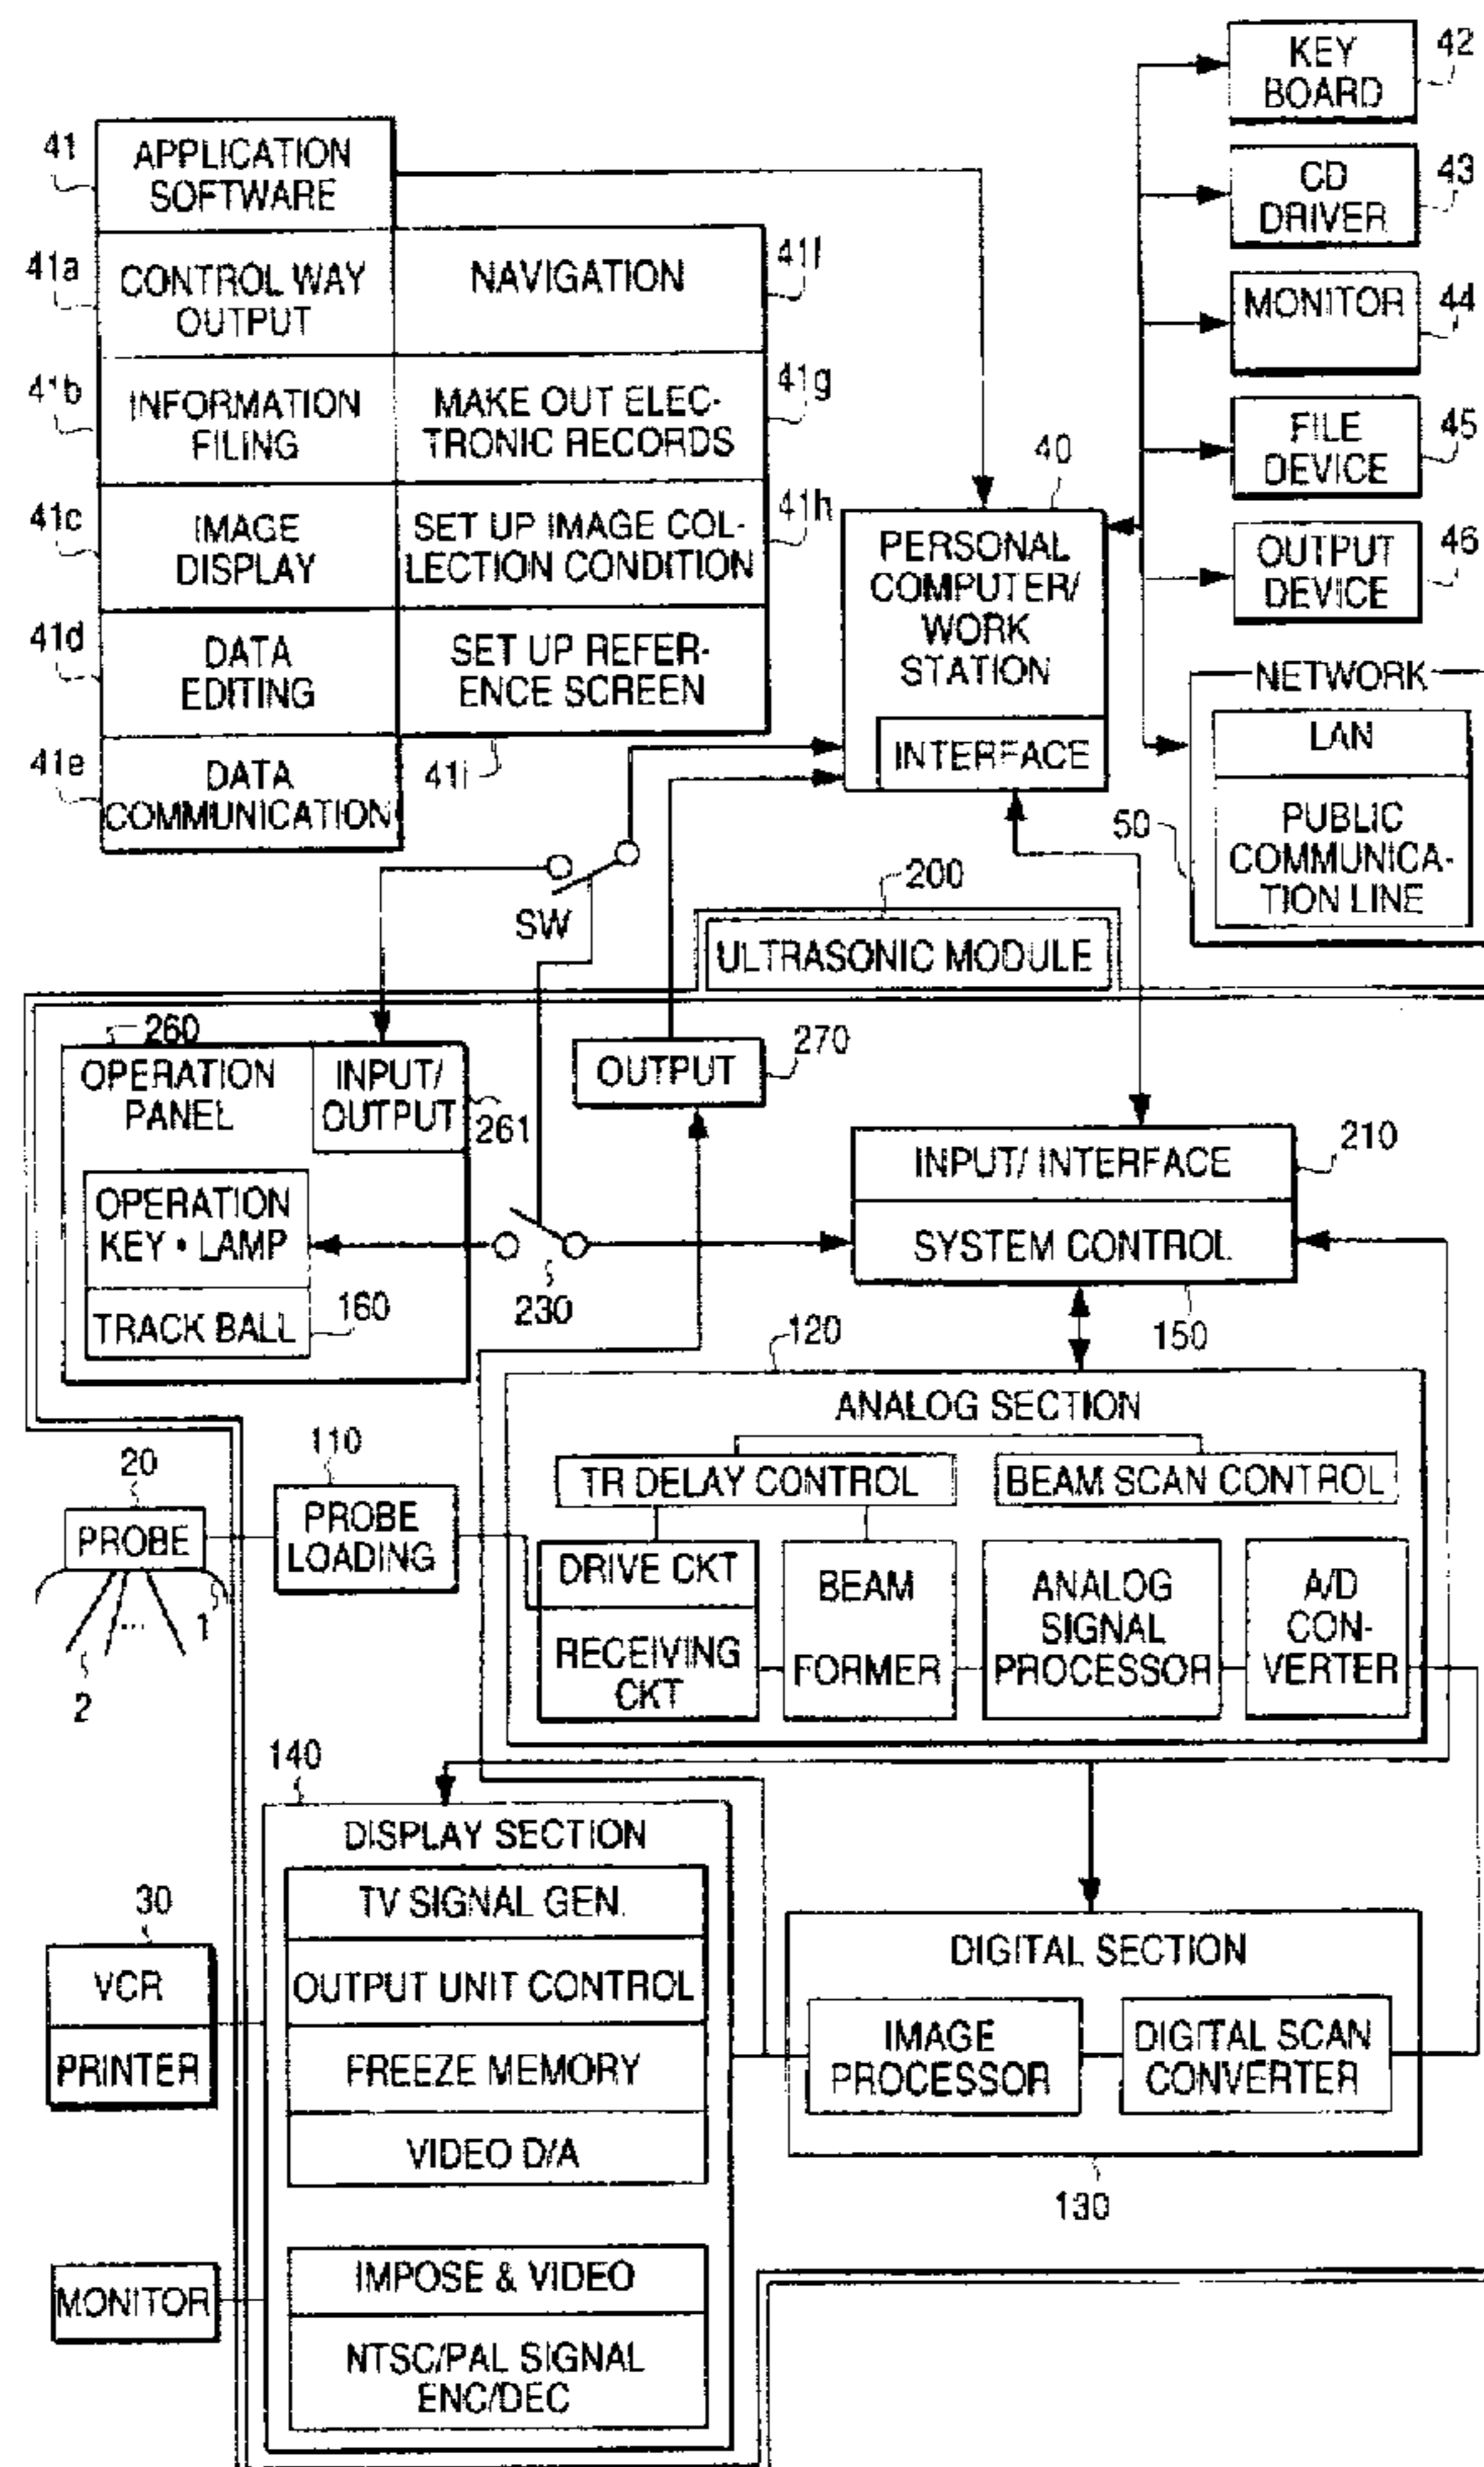 KEY
BOARD
42
CD
DRIVER
43
MONITOR
44
FILE
DEVICE
45
OUTPUT
DEVICE
46
41
APPLICATION
SOFTWARE
41a
CONTROL WAY
OUTPUT
NAVIGATION
41f
41b
INFORMATION
FILING
MAKE OUT ELEC-
TRONIC RECORDS
41g
41c
IMAGE
DISPLAY
SET UP IMAGE COL-
LECTION CONDITION
41h
41d
DATA
EDITING
SET UP REFER-
ENCE SCREEN
41i
41e
DATA
COMMUNICATION
40
PERSONAL
COMPUTER/
WORK
STATION
INTERFACE
NETWORK
LAN
PUBLIC
COMMUNICA-
TION LINE
50
SW
200
ULTRASONIC MODULE
260
OPERATION
PANEL
INPUT/
OUTPUT
261
OPERATION
KEY • LAMP
TRACK BALL
160
230
OUTPUT
270
INPUT/ INTERFACE
210
SYSTEM CONTROL
150
120
ANALOG SECTION
TR DELAY CONTROL
BEAM SCAN CONTROL
DRIVE CKT
RECEIVING
CKT
BEAM
FORMER
ANALOG
SIGNAL
PROCESSOR
A/D
CON-
VERTER
20
PROBE
1
...
2
110
PROBE
LOADING
140
DISPLAY SECTION
TV SIGNAL GEN.
OUTPUT UNIT CONTROL
FREEZE MEMORY
VIDEO D/A
IMPOSE & VIDEO
NTSC/PAL SIGNAL
ENC/DEC
30
VCR
PRINTER
MONITOR
DIGITAL SECTION
IMAGE
PROCESSOR
DIGITAL SCAN
CONVERTER
130